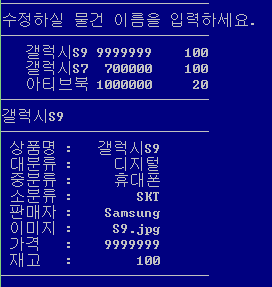 수정하실 물건 이름을 입력하세요.
갤럭시S9 9999999 100
갤럭시S7 700000 100
아티브북 1000000 20
갤럭시S9
상품명 : 갤럭시S9
대분류 : 디지털
중분류 : 휴대폰
소분류 : SKT
판매자 : Samsung
이미지 : S9.jpg
가격 : 9999999
재고 : 100